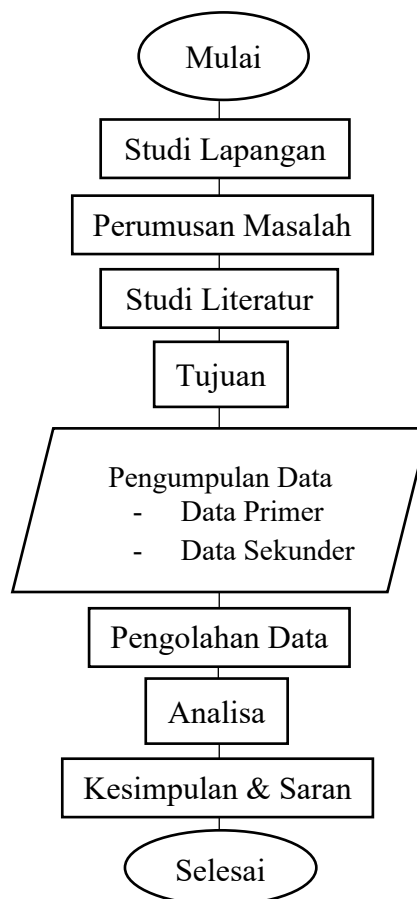 Mulai
Studi Lapangan
Perumusan Masalah
Studi Literatur
Tujuan
Pengumpulan Data
- Data Primer
- Data Sekunder
Pengolahan Data
Analisa
Kesimpulan & Saran
Selesai